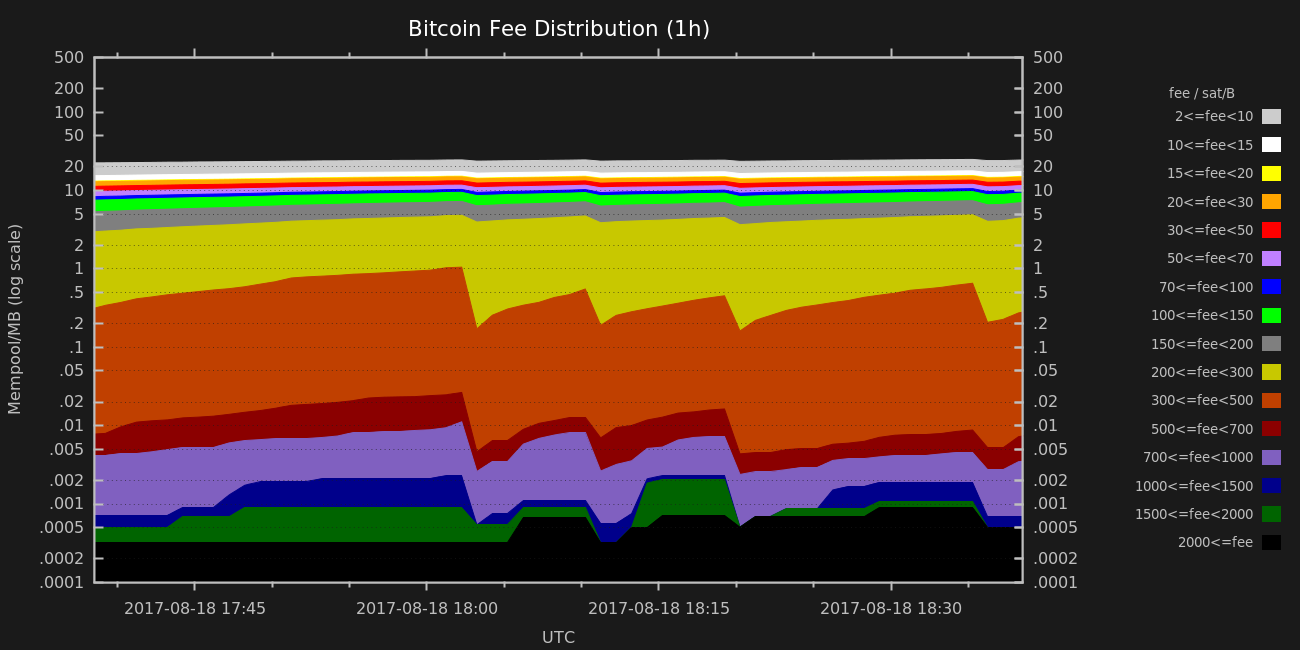 Bitcoin Fee Distribution (1h)
500
200
100
50
20
10
5
2
1
.5
.2
.1
.05
.02
.01
.005
.002
.001
.0005
.0002
.0001
Mempool/MB (log scale)
500
200
100
50
20
10
5
2
1
.5
.2
.1
.05
.02
.01
.005
.002
.001
.0005
.0002
.0001
2017-08-18 17:45
2017-08-18 18:00
2017-08-18 18:15
2017-08-18 18:30
UTC
fee / sat/B
2<=fee<10
10<=fee<15
15<=fee<20
20<=fee<30
30<=fee<50
50<=fee<70
70<=fee<100
100<=fee<150
150<=fee<200
200<=fee<300
300<=fee<500
500<=fee<700
700<=fee<1000
1000<=fee<1500
1500<=fee<2000
2000<=fee